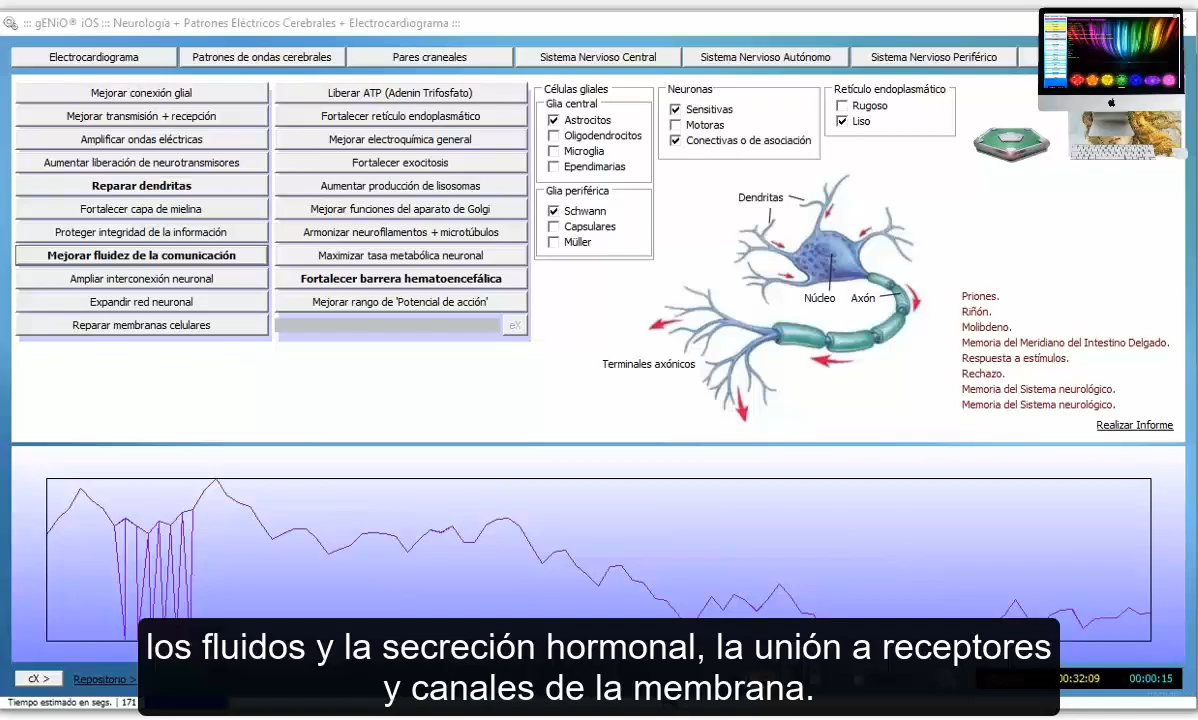 ::: gENiO® iOS ::: Neurología + Patrones Eléctricos Cerebrales + Electrocardiograma :::
Electrocardiograma
Patrones de ondas cerebrales
Pares craneales
Sistema Nervioso Central
Sistema Nervioso Autónomo
Sistema Nervioso Periférico
Mejorar conexión glial
Mejorar transmisión + recepción
Amplificar ondas eléctricas
Aumentar liberación de neurotransmisores
Reparar dendritas
Fortalecer capa de mielina
Proteger integridad de la información
Mejorar fluidez de la comunicación
Ampliar interconexión neuronal
Expandir red neuronal
Reparar membranas celulares
Liberar ATP (Adenin Trifosfato)
Fortalecer retículo endoplasmático
Mejorar electroquímica general
Fortalecer exocitosis
Aumentar producción de lisosomas
Mejorar funciones del aparato de Golgi
Armonizar neurofilamentos + microtúbulos
Maximizar tasa metabólica neuronal
Fortalecer barrera hematoencefálica
Mejorar rango de 'Potencial de acción'
eX
Células gliales
Glia central
Astrocitos
Oligodendrocitos
Microglia
Ependimarias
Glia periférica
Schwann
Capsulares
Müller
Neuronas
Sensitivas
Motoras
Conectivas o de asociación
Retículo endoplasmático
Rugoso
Liso
Dendritas
Núcleo
Axón
Terminales axónicos
Priones.
Riñón.
Molibdeno.
Memoria del Meridiano del Intestino Delgado.
Respuesta a estímulos.
Rechazo.
Memoria del Sistema neurológico.
Memoria del Sistema neurológico.
Realizar Informe
los fluidos y la secreción hormonal, la unión a receptores
y canales de la membrana.
cX >
Repositorio >
00:32:09
00:00:15
Tiempo estimado en segs. | 171